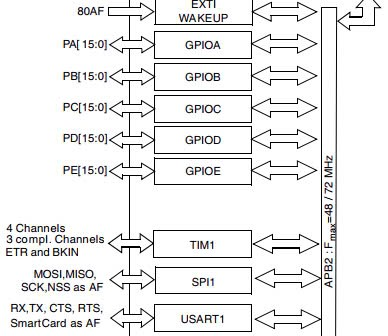 80AF
EXTI
WAKEUP
PA[15:0]
GPIOA
PB[15:0]
GPIOB
PC[15:0]
GPIOC
PD[15:0]
GPIOD
PE[15:0]
GPIOE
4 Channels
3 compl. Channels
ETR and BKIN
TIM1
MOSI,MISO,
SCK,NSS as AF
SPI1
RX,TX, CTS, RTS,
SmartCard as AF
USART1
APB2 : Fmax=48 / 72 MHz